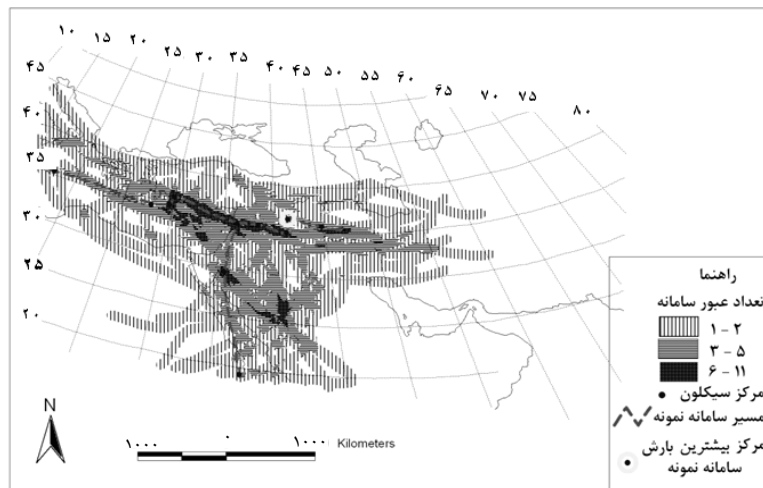 ۱۰ ۱۵ ۲۰ ۲۵ ۳۰ ۳۵ ۴۰ ۴۵ ۵۰ ۵۵ ۶۰ ۶۵ ۷۰ ۷۵ ۸۰
۴۵
۴۰
۳۵
۳۰
۲۵
۲۰
راهنما
تعداد عبور سامانه
۱ - ۲
۳ - ۵
۶ - ۱۱
مرکز سیکلون
مسیر سامانه نمونه
مرکز بیشترین بارش
سامانه نمونه
N
۱۰۰۰ ۰ ۱۰۰۰ Kilometers